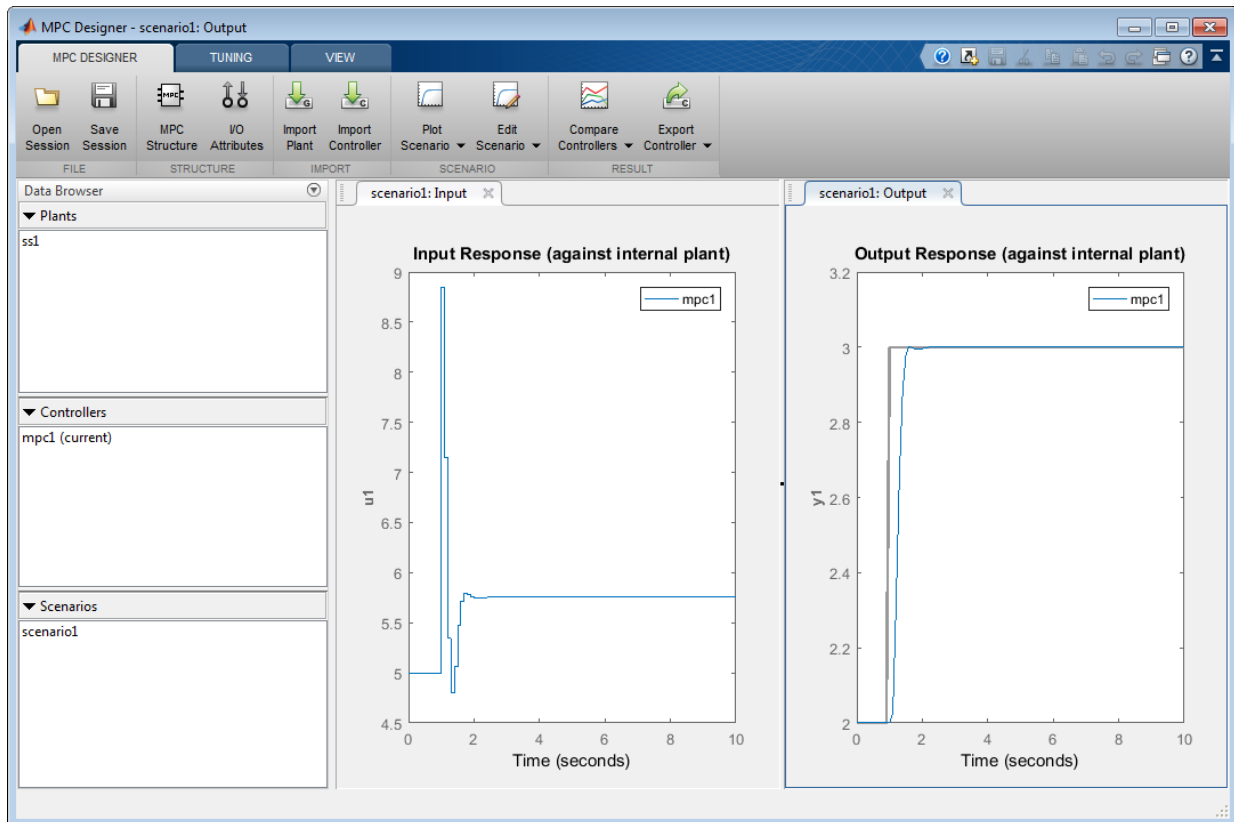 MPC Designer - scenario1: Output
MPC DESIGNER TUNING VIEW
Open Session
Save Session
MPC
MPC Structure
I/O Attributes
G
Import Plant
C
Import Controller
Plot Scenario
Edit Scenario
Compare Controllers
C
Export Controller
FILE STRUCTURE IMPORT SCENARIO RESULT
Data Browser
Plants
ss1
Controllers
mpc1 (current)
Scenarios
scenario1
scenario1: Input
Input Response (against internal plant)
mpc1
9
8.5
8
7.5
7
6.5
6
5.5
5
4.5
u1
0 2 4 6 8 10
Time (seconds)
scenario1: Output
Output Response (against internal plant)
mpc1
3.2
3
2.8
2.6
2.4
2.2
2
y1
0 2 4 6 8 10
Time (seconds)